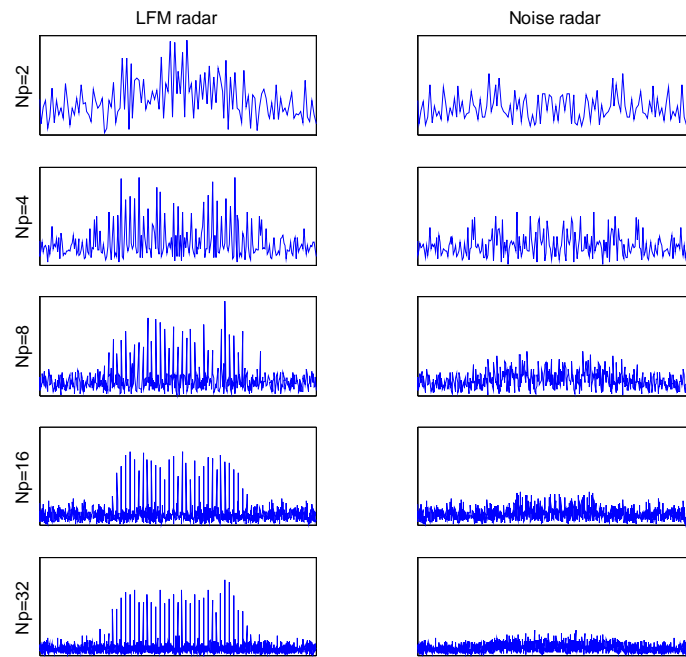 LFM radar
Noise radar
Np=2
Np=4
Np=8
Np=16
Np=32